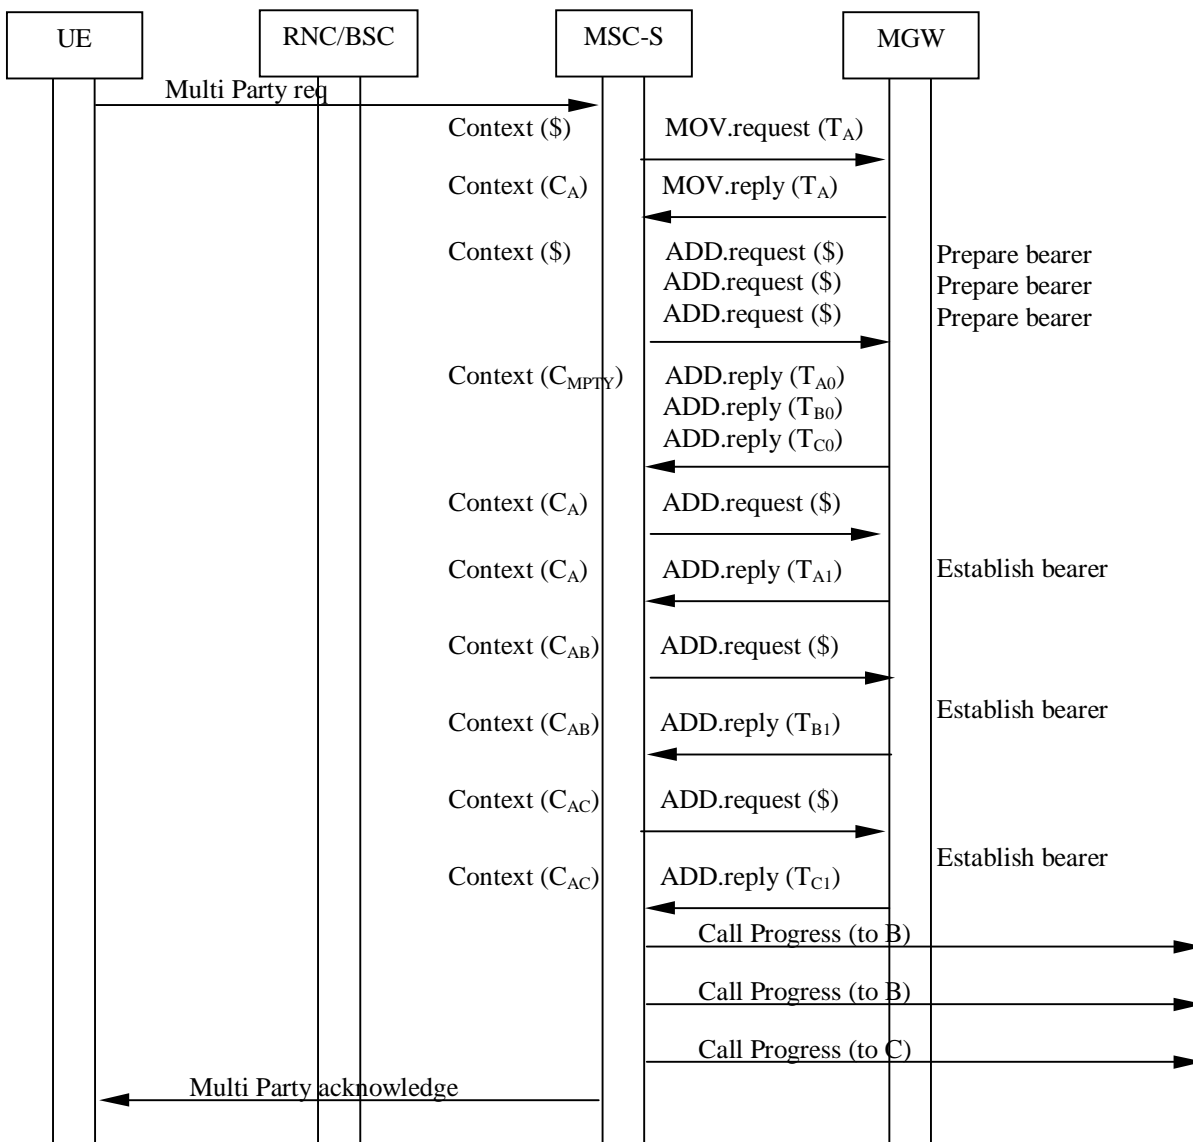 UE RNC/BSC MSC-S MGW
Multi Party req
Context ($) MOV.request (TA)
Context (CA) MOV.reply (TA)
Context ($) ADD.request ($) Prepare bearer
ADD.request ($) Prepare bearer
ADD.request ($) Prepare bearer
Context (CMPTY) ADD.reply (TA0)
ADD.reply (TB0)
ADD.reply (TC0)
Context (CA) ADD.request ($)
Context (CA) ADD.reply (TA1) Establish bearer
Context (CAB) ADD.request ($)
Establish bearer
Context (CAB) ADD.reply (TB1)
Context (CAC) ADD.request ($)
Establish bearer
Context (CAC) ADD.reply (TC1)
Call Progress (to B)
Call Progress (to B)
Call Progress (to C)
Multi Party acknowledge